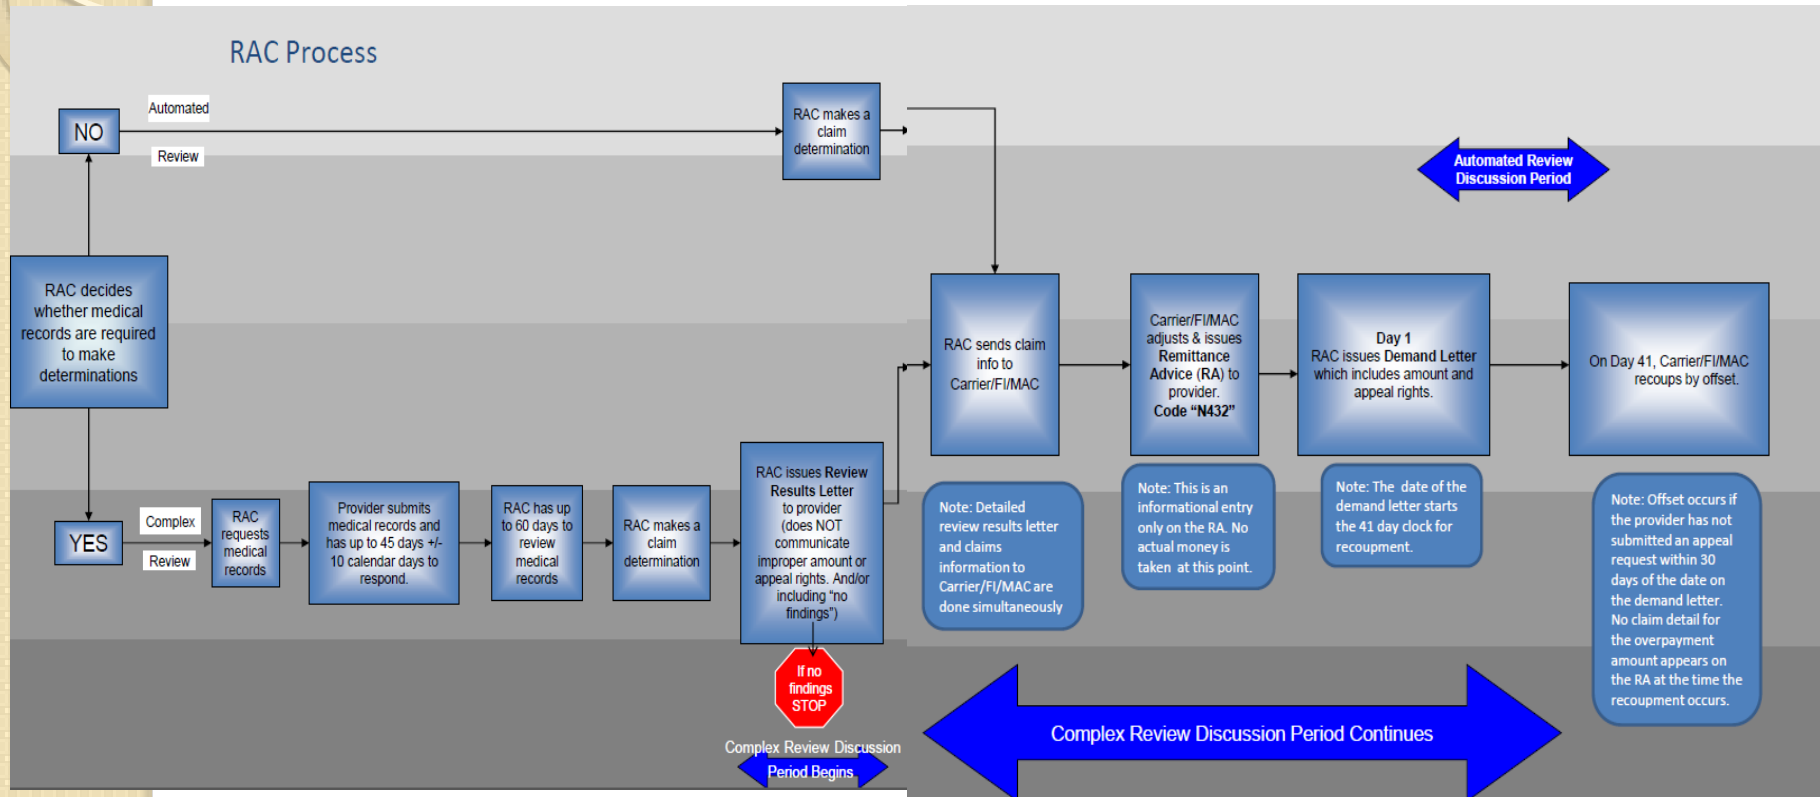 RAC Process
NO
Automated
Review
RAC makes a
claim
determination
Automated Review
Discussion Period
RAC decides
whether medical
records are required
to make
determinations
RAC sends claim
info to
Carrier/FI/MAC
Carrier/FI/MAC
adjusts & issues
Remittance
Advice (RA) to
provider.
Code “N432”
Day 1
RAC issues Demand Letter
which includes amount and
appeal rights.
On Day 41, Carrier/FI/MAC
recoups by offset.
YES
Complex
Review
RAC
requests
medical
records
Provider submits
medical records and
has up to 45 days +/-
10 calendar days to
respond.
RAC has up
to 60 days to
review
medical
records
RAC makes a
claim
determination
RAC issues Review
Results Letter
to provider
(does NOT
communicate
improper amount or
appeal rights. And/or
including “no
findings”)
If no
findings
STOP
Complex Review Discussion
Period Begins
Note: Detailed
review results letter
and claims
information to
Carrier/FI/MAC are
done simultaneously
Note: This is an
informational entry
only on the RA. No
actual money is
taken at this point.
Note: The date of the
demand letter starts
the 41 day clock for
recoupment.
Note: Offset occurs if
the provider has not
submitted an appeal
request within 30
days of the date on
the demand letter.
No claim detail for
the overpayment
amount appears on
the RA at the time the
recoupment occurs.
Complex Review Discussion Period Continues